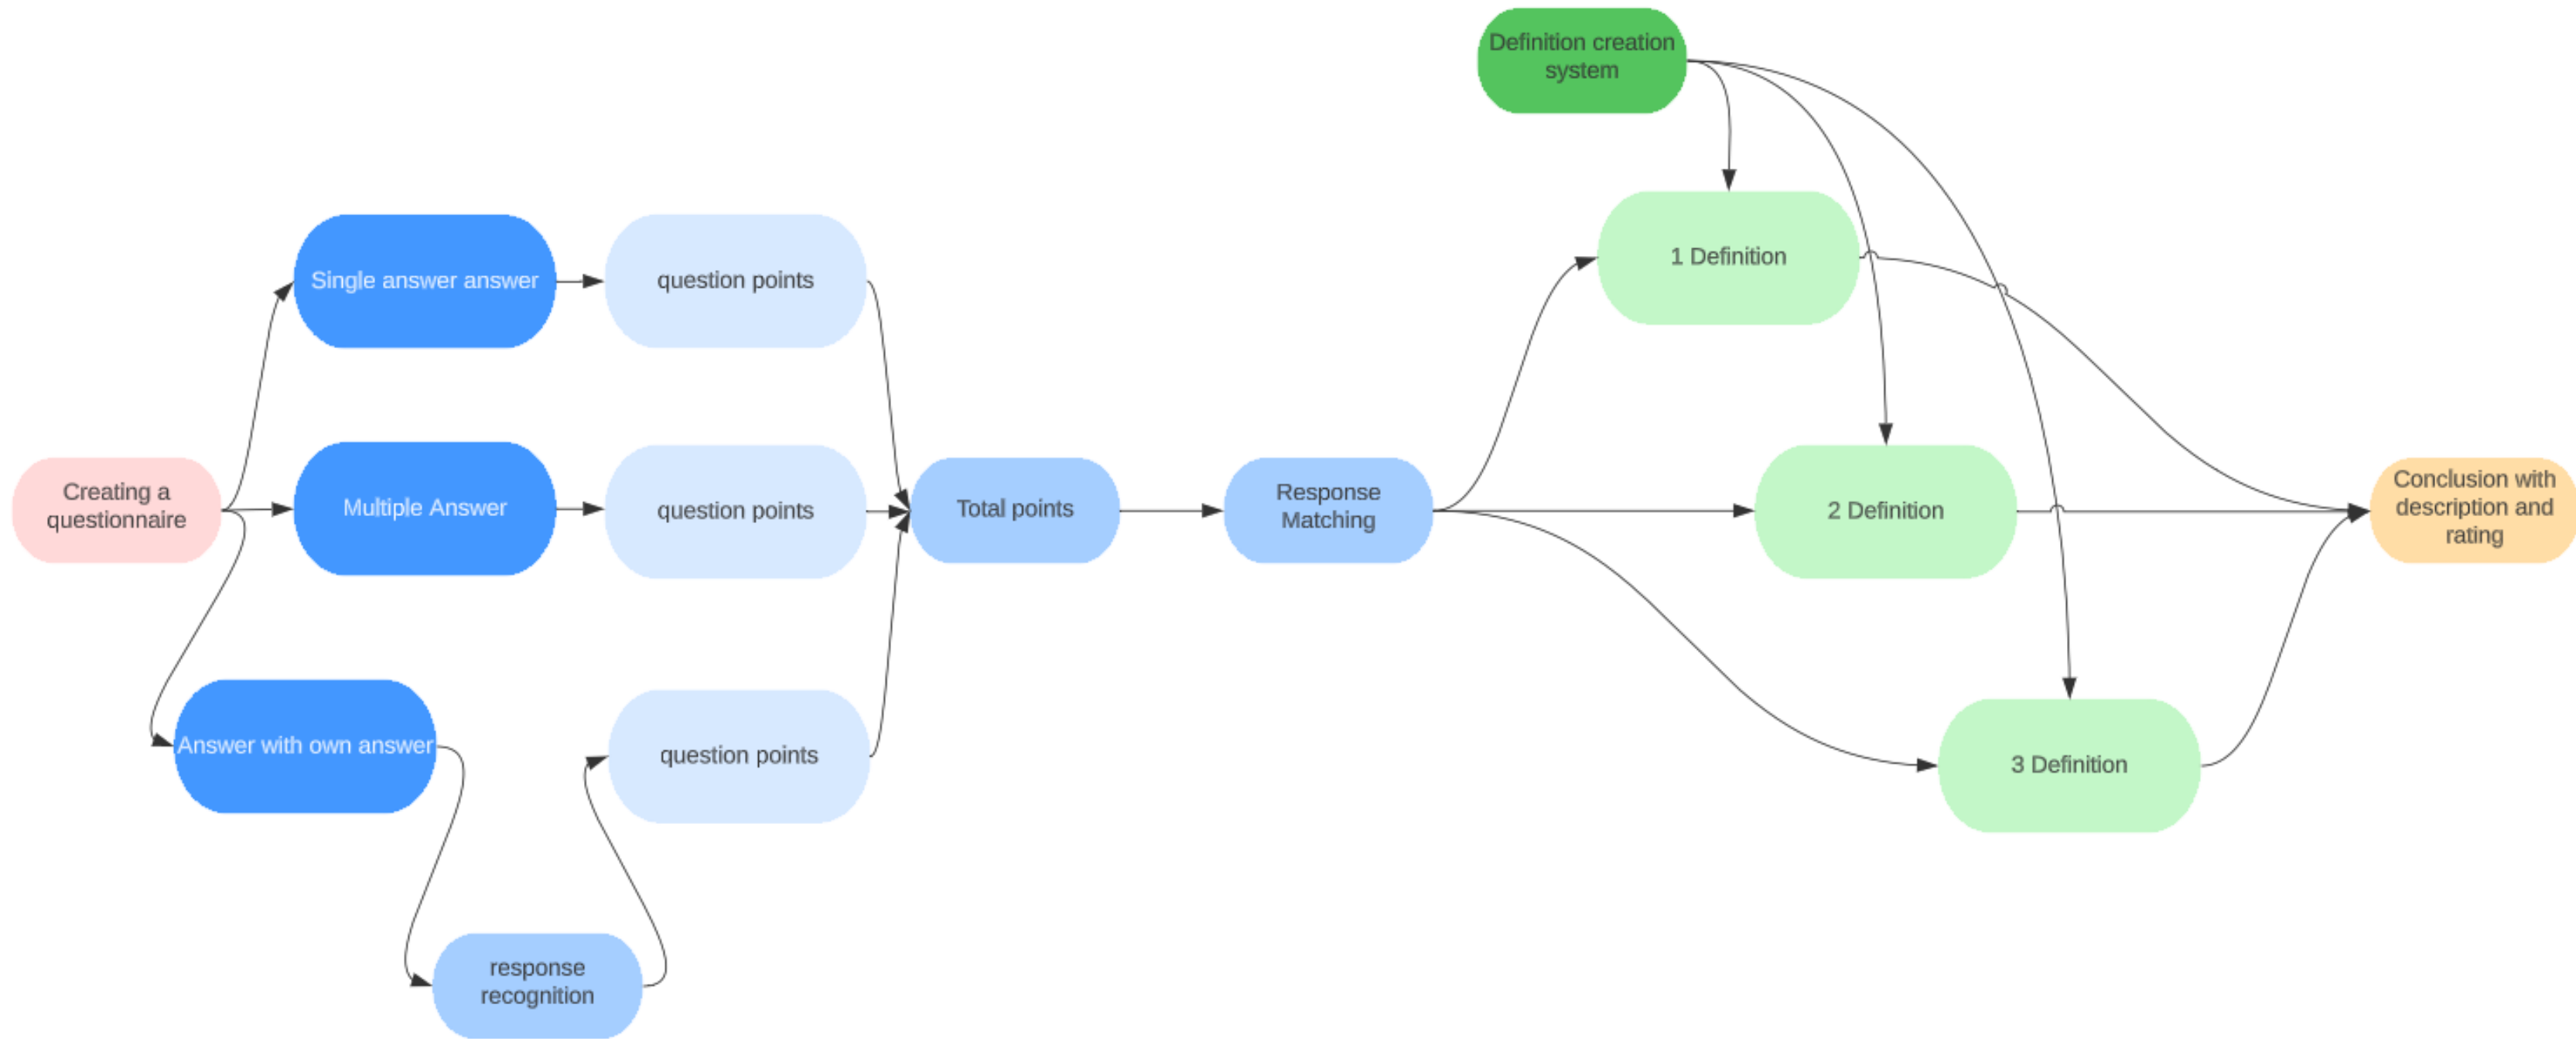 Definition creation
system
1 Definition
Single answer answer
question points
Creating a
questionnaire
Multiple Answer
question points
Total points
Response
Matching
2 Definition
Conclusion with
description and
rating
Answer with own answer
question points
3 Definition
response
recognition